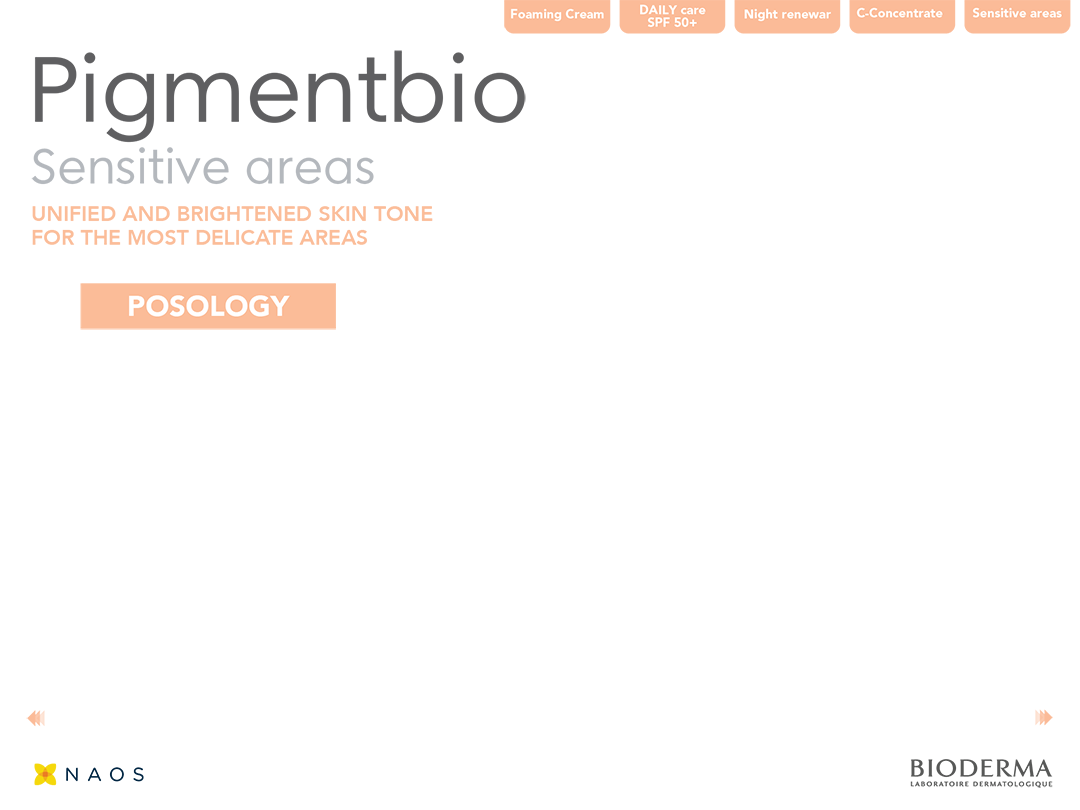 Foaming Cream
DAILY care
SPF 50+
Night renewar
C-Concentrate
Sensitive areas
Pigmentbio
Sensitive areas
UNIFIED AND BRIGHTENED SKIN TONE
FOR THE MOST DELICATE AREAS
POSOLOGY
NAOS
BIODERMA
LABORATOIRE DERMATOLOGIQUE